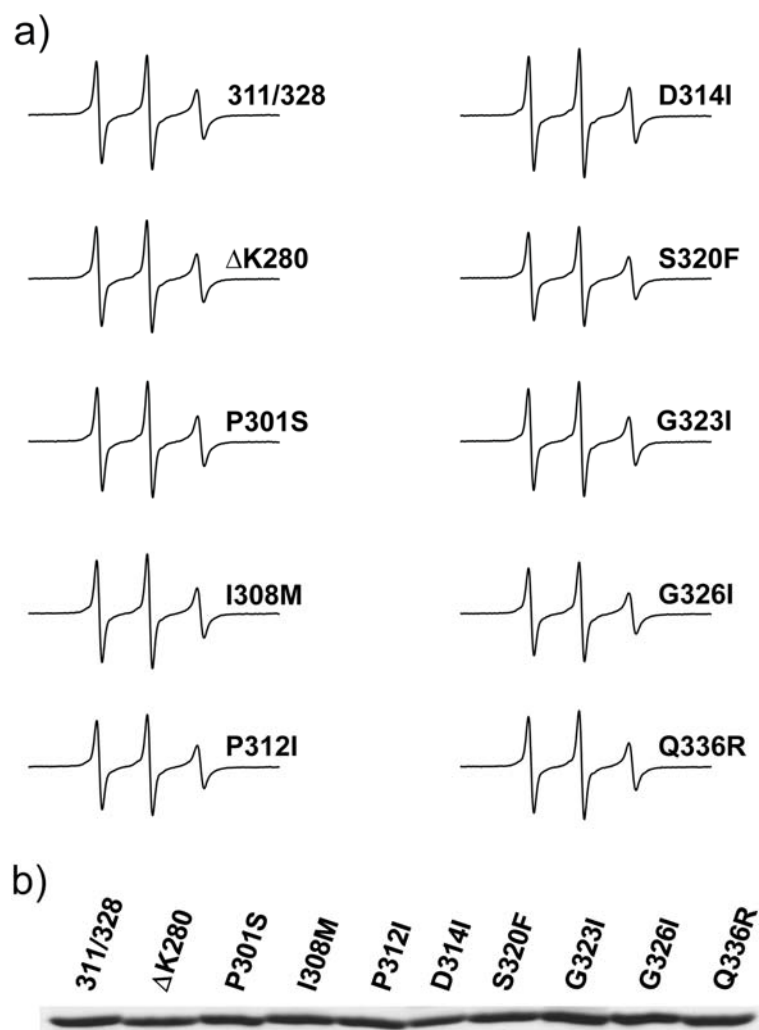 a)
311/328
D314I
ΔK280
S320F
P301S
G323I
I308M
G326I
P312I
Q336R
b)
311/328
ΔK280
P301S
I308M
P312I
D314I
S320F
G323I
G326I
Q336R